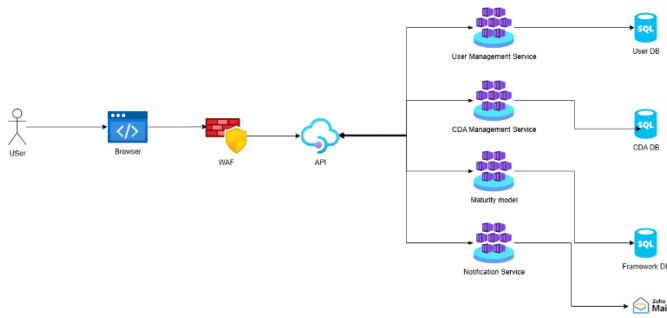 User Management Service
SQL
User DB
CDA Management Service
SQL
CDA DB
USer
Browser
WAF
API
Maturity model
Notification Service
SQL
Framework D
Zoho
Mai